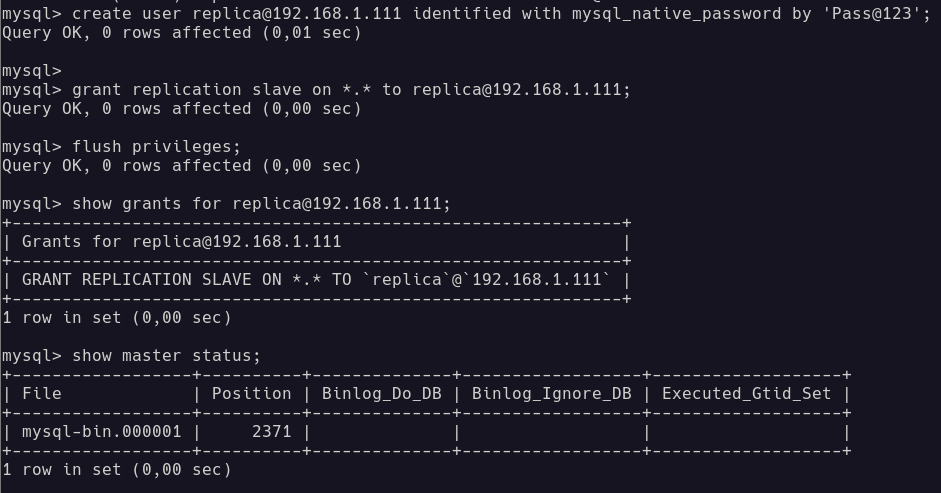 mysql> create user replica@192.168.1.111 identified with mysql_native_password by 'Pass@123';
Query OK, 0 rows affected (0,01 sec)

mysql>
mysql> grant replication slave on *.* to replica@192.168.1.111;
Query OK, 0 rows affected (0,00 sec)

mysql> flush privileges;
Query OK, 0 rows affected (0,00 sec)

mysql> show grants for replica@192.168.1.111;
+-------------------------------------------------------------+
| Grants for replica@192.168.1.111                            |
+-------------------------------------------------------------+
| GRANT REPLICATION SLAVE ON *.* TO `replica`@`192.168.1.111` |
+-------------------------------------------------------------+
1 row in set (0,00 sec)

mysql> show master status;
+------------------+----------+--------------+------------------+-------------------+
| File             | Position | Binlog_Do_DB | Binlog_Ignore_DB | Executed_Gtid_Set |
+------------------+----------+--------------+------------------+-------------------+
| mysql-bin.000001 |     2371 |              |                  |                   |
+------------------+----------+--------------+------------------+-------------------+
1 row in set (0,00 sec)